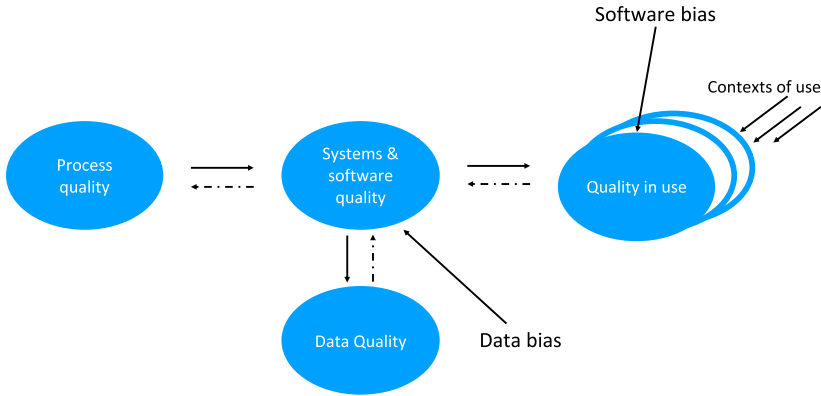 Software bias
Contexts of use
Process
quality
Systems &
software
quality
Quality in use
Data Quality
Data bias